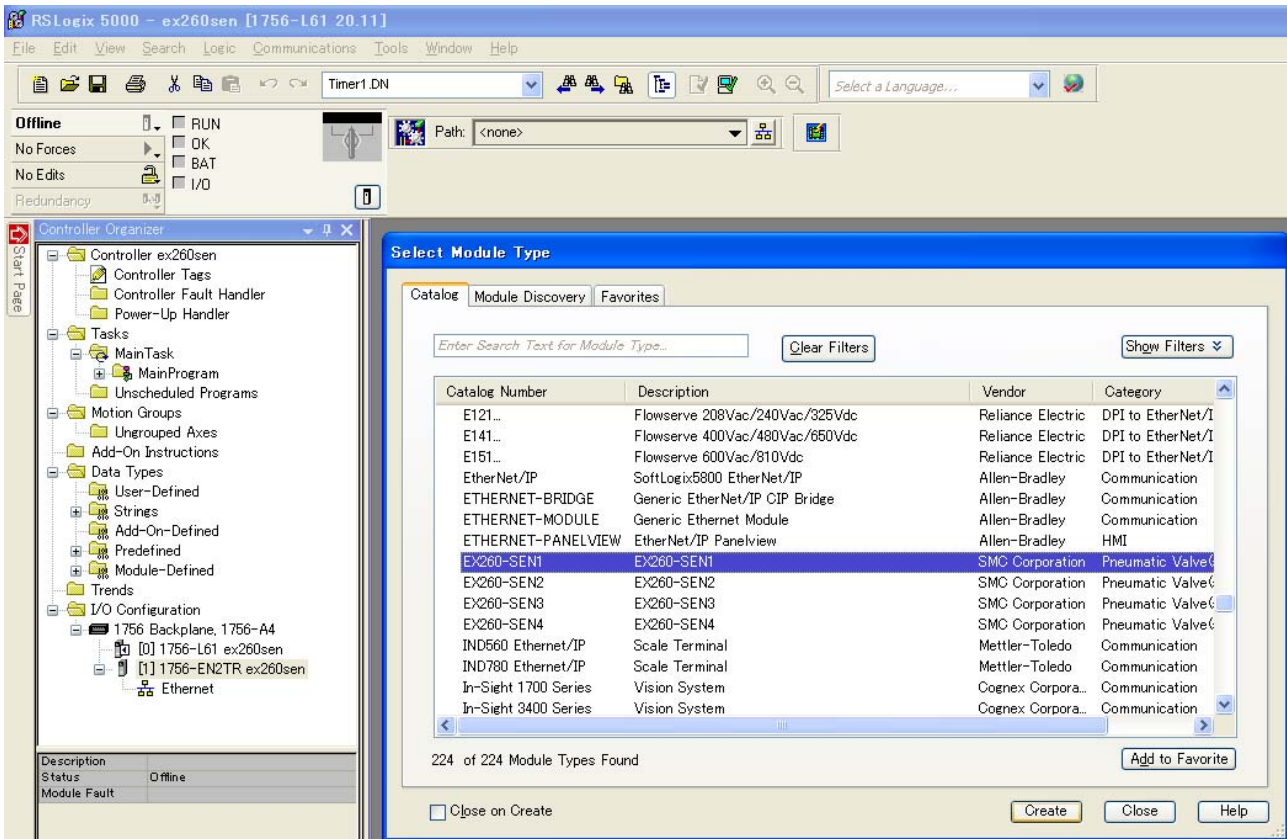 RSLogix 5000 - ex260sen [1756-L61 20.11]
File Edit View Search Logic Communications Tools Window Help
Timer1.DN
Select a Language...
Offline
RUN
No Forces
OK
No Edits
BAT
Redundancy
I/O
Path: <none>
Start Page
Controller Organizer
Controller ex260sen
Controller Tags
Controller Fault Handler
Power-Up Handler
Tasks
MainTask
MainProgram
Unscheduled Programs
Motion Groups
Ungrouped Axes
Add-On Instructions
Data Types
User-Defined
Strings
Add-On-Defined
Predefined
Module-Defined
Trends
I/O Configuration
1756 Backplane, 1756-A4
[0] 1756-L61 ex260sen
[1] 1756-EN2TR ex260sen
Ethernet
Description
Status Offline
Module Fault
Select Module Type
Catalog Module Discovery Favorites
Enter Search Text for Module Type...
Clear Filters
Show Filters
Catalog Number Description Vendor Category
E121... Flowserve 208Vac/240Vac/325Vdc Reliance Electric DPI to EtherNet/I
E141... Flowserve 400Vac/480Vac/650Vdc Reliance Electric DPI to EtherNet/I
E151... Flowserve 600Vac/810Vdc Reliance Electric DPI to EtherNet/I
EtherNet/IP SoftLogix5800 EtherNet/IP Allen-Bradley Communication
ETHERNET-BRIDGE Generic EtherNet/IP CIP Bridge Allen-Bradley Communication
ETHERNET-MODULE Generic Ethernet Module Allen-Bradley Communication
ETHERNET-PANELVIEW EtherNet/IP Panelview Allen-Bradley HMI
EX260-SEN1 EX260-SEN1 SMC Corporation Pneumatic Valve(
EX260-SEN2 EX260-SEN2 SMC Corporation Pneumatic Valve(
EX260-SEN3 EX260-SEN3 SMC Corporation Pneumatic Valve(
EX260-SEN4 EX260-SEN4 SMC Corporation Pneumatic Valve(
IND560 Ethernet/IP Scale Terminal Mettler-Toledo Communication
IND780 Ethernet/IP Scale Terminal Mettler-Toledo Communication
In-Sight 1700 Series Vision System Cognex Corpora... Communication
In-Sight 3400 Series Vision System Cognex Corpora... Communication
224 of 224 Module Types Found
Add to Favorite
Close on Create
Create Close Help